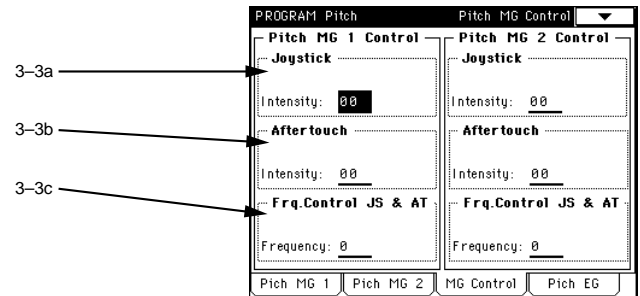 PROGRAM Pitch Pitch MG Control
Pitch MG 1 Control Pitch MG 2 Control
Joystick Joystick
3–3a
Intensity: 00 Intensity: 00
3–3b
Aftertouch Aftertouch
Intensity: 00 Intensity: 00
3–3c
Frq.Control JS & AT Frq.Control JS & AT
Frequency: 0 Frequency: 0
Pich MG 1 Pich MG 2 MG Control Pich EG